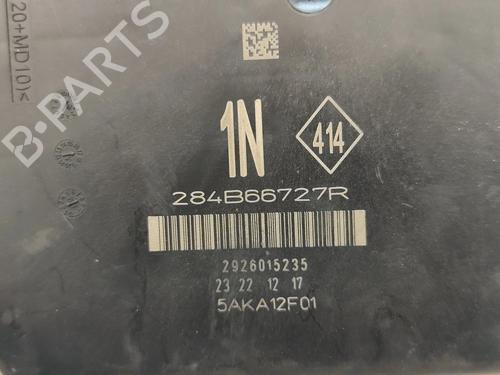 20+MD10)<
B-PARTS
1N
414
284B66727R
2926015235
23 22 12 17
5AKA12F01